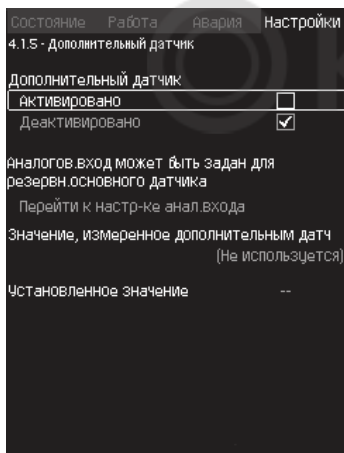 Состояние Работа Авария Настройки
4.1.5 - Дополнительный датчик
Дополнительный датчик
Активировано
Деактивировано
Аналогов.вход может быть задан для
резервн.основного датчика
Перейти к настр-ке анал.входа
Значение, измеренное дополнительным датч
(Не используется)
Установленное значение --